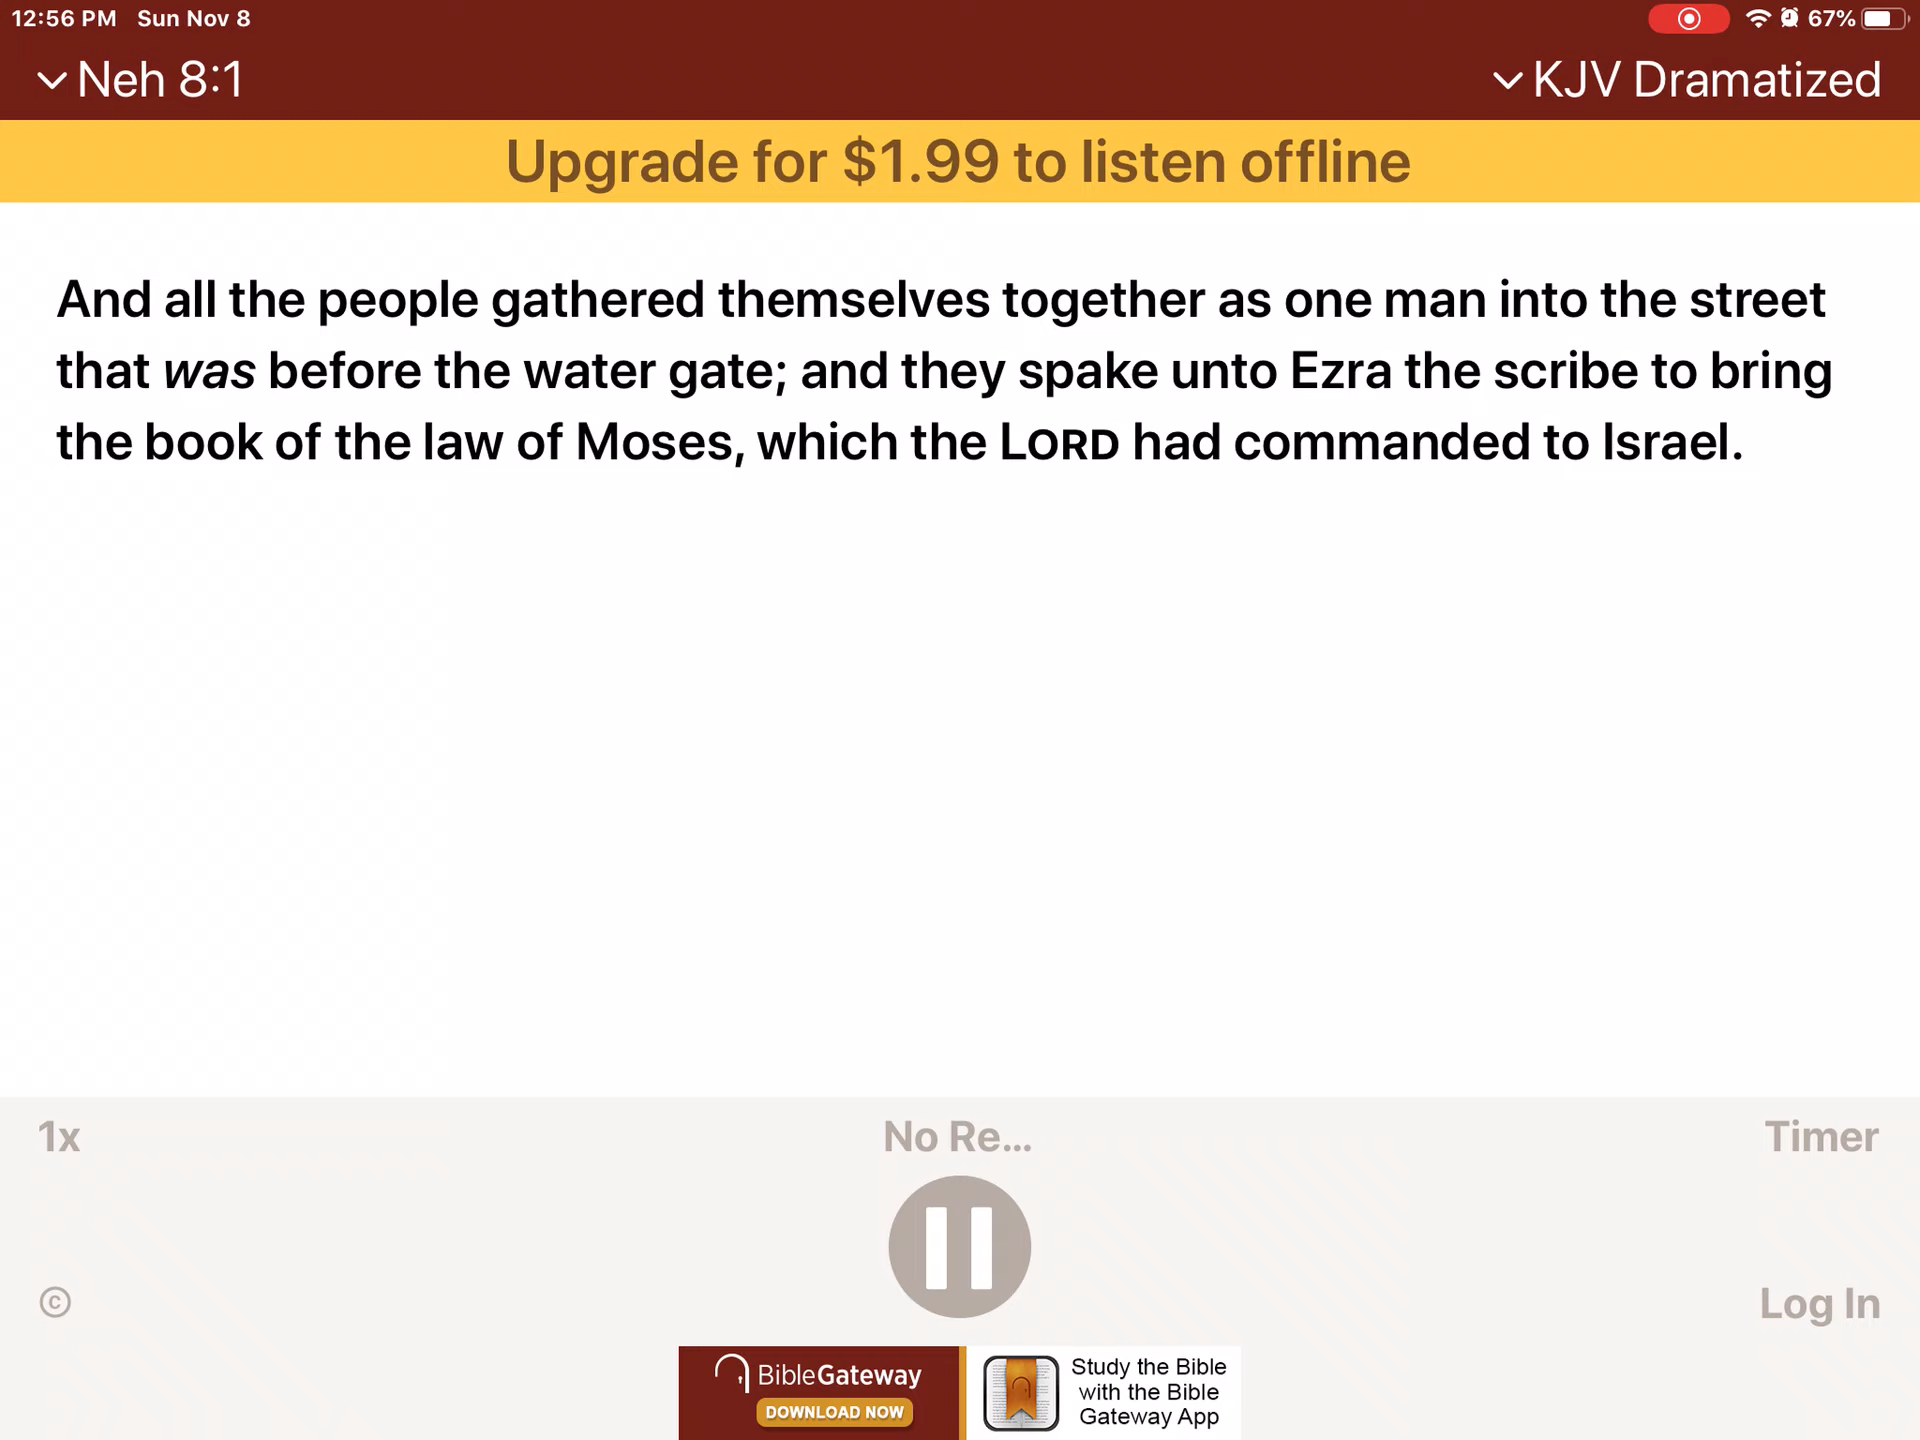 12:56 PM Sun Nov 8 67%
Neh 8:1 KJV Dramatized
Upgrade for $1.99 to listen offline
And all the people gathered themselves together as one man into the street
that was before the water gate; and they spake unto Ezra the scribe to bring
the book of the law of Moses, which the LORD had commanded to Israel.
1x No Re... Timer
© Log In
BibleGateway
DOWNLOAD NOW
Study the Bible
with the Bible
Gateway App